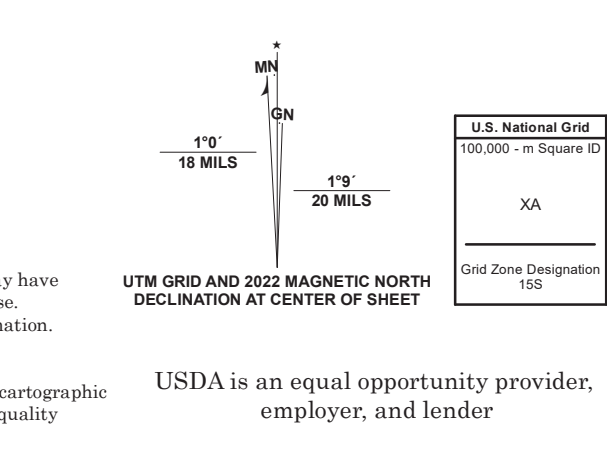 ★
MN
GN
1°0´
18 MILS
1°9´
20 MILS
UTM GRID AND 2022 MAGNETIC NORTH
DECLINATION AT CENTER OF SHEET
U.S. National Grid
100,000 - m Square ID
XA
Grid Zone Designation
15S
have
cartographic
quality
USDA is an equal opportunity provider,
employer, and lender